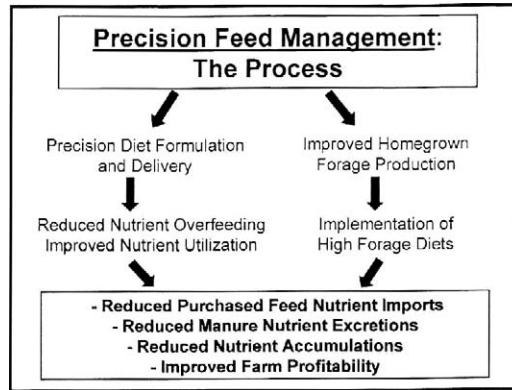 Precision Feed Management:
The Process
Precision Diet Formulation
and Delivery
Improved Homegrown
Forage Production
Reduced Nutrient Overfeeding
Improved Nutrient Utilization
Implementation of
High Forage Diets
- Reduced Purchased Feed Nutrient Imports
- Reduced Manure Nutrient Excretions
- Reduced Nutrient Accumulations
- Improved Farm Profitability